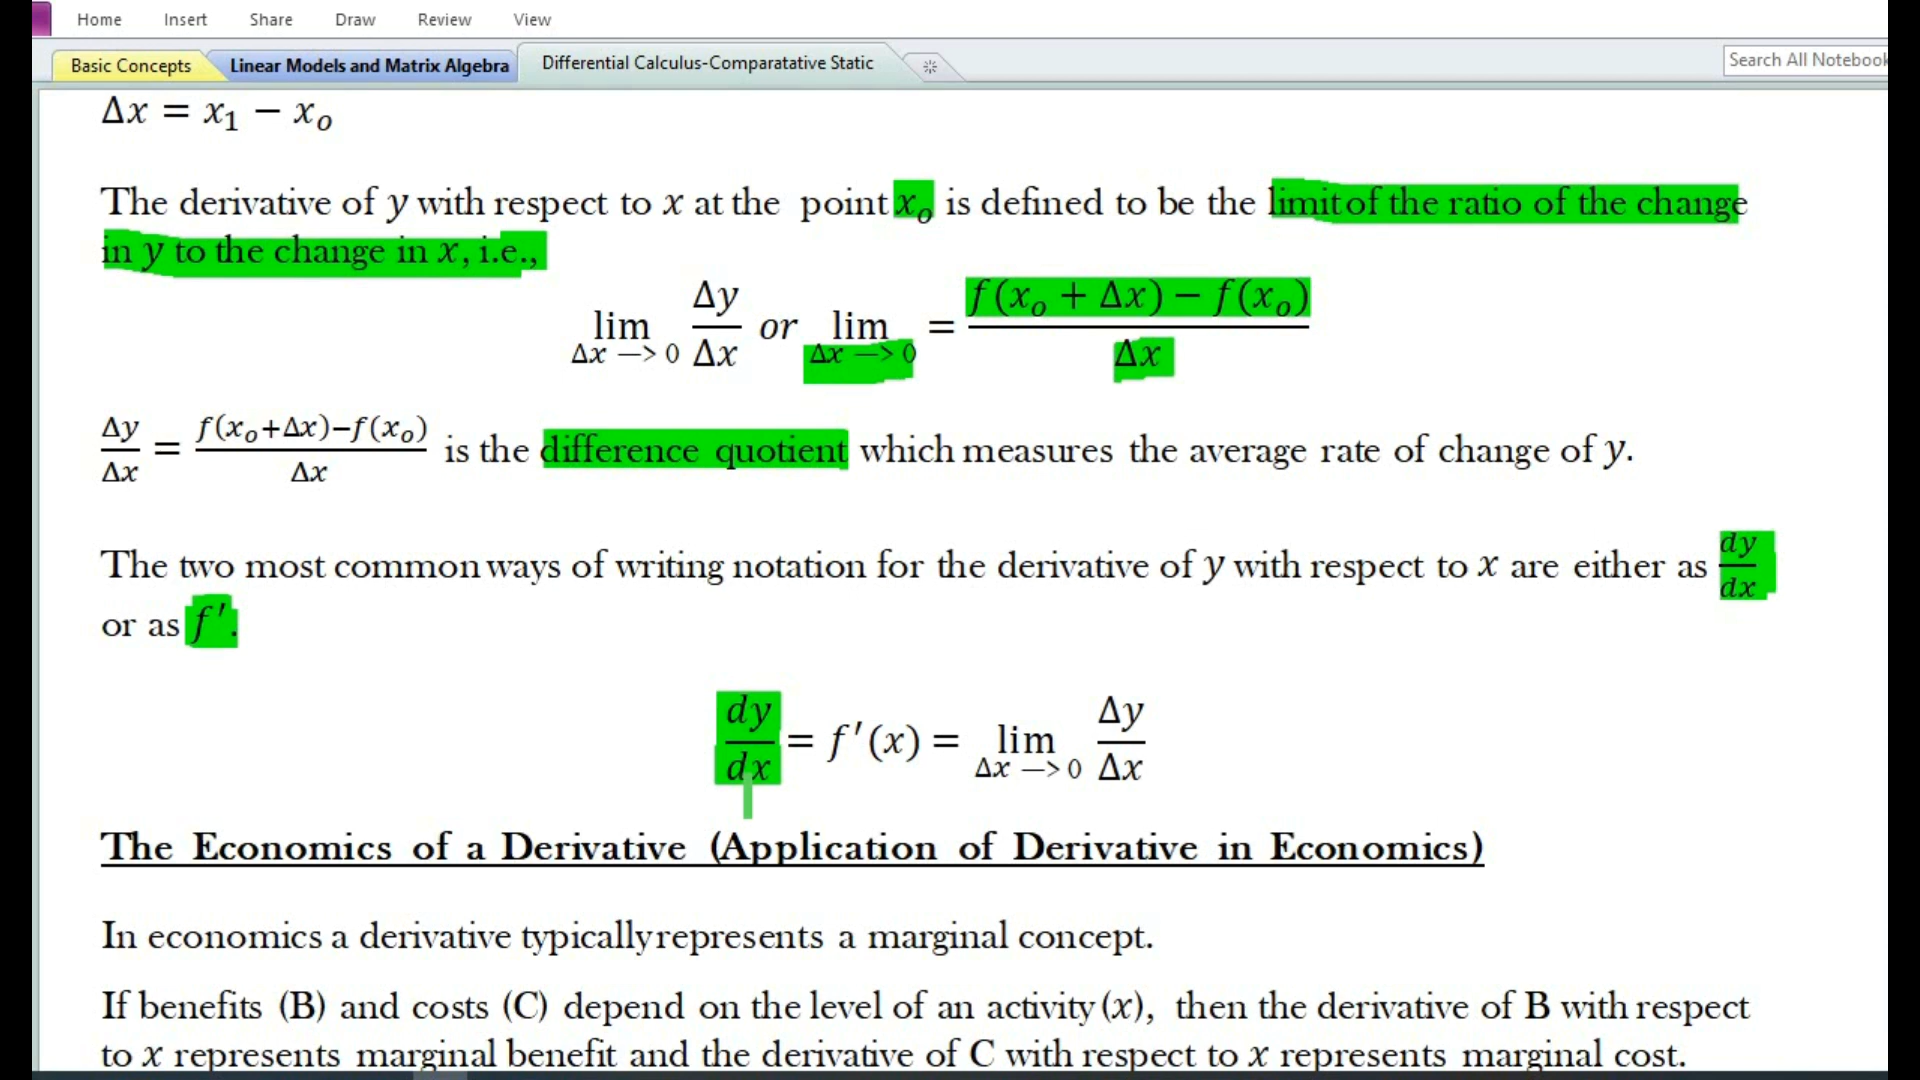 Home Insert Share Draw Review View
Basic Concepts Linear Models and Matrix Algebra Differential Calculus-Comparatative Static Search All Notebook
Δx = x₁ − xₒ
The derivative of y with respect to x at the point xₒ is defined to be the limit of the ratio of the change
in y to the change in x, i.e.,
lim Δx —> 0 Δy/Δx or lim Δx —> 0 = f(xₒ + Δx) − f(xₒ)/Δx
Δy/Δx = f(xₒ+Δx)−f(xₒ)/Δx is the difference quotient which measures the average rate of change of y.
The two most common ways of writing notation for the derivative of y with respect to x are either as dy/dx
or as f′.
dy/dx = f′(x) = lim Δx —> 0 Δy/Δx
The Economics of a Derivative (Application of Derivative in Economics)
In economics a derivative typically represents a marginal concept.
If benefits (B) and costs (C) depend on the level of an activity (x), then the derivative of B with respect
to x represents marginal benefit and the derivative of C with respect to x represents marginal cost.